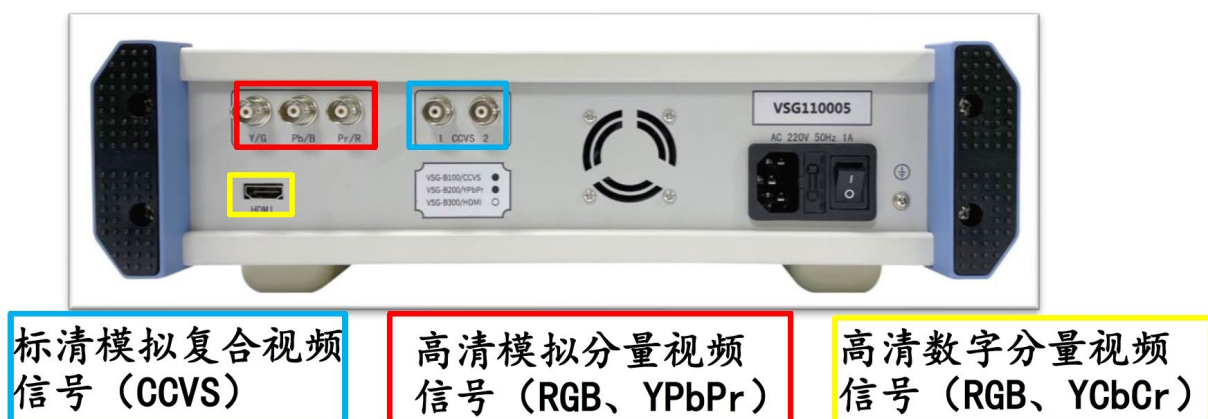 VSG110005
Y/G Pb/B Pr/R
1 CCVS 2
AC 220V 50Hz 1A
VSG-B100/CCVS
VSG-B200/YPbPr
VSG-B300/HDMI
HDMI
I
O
标清模拟复合视频
信号（CCVS）
高清模拟分量视频
信号（RGB、YPbPr）
高清数字分量视频
信号（RGB、YCbCr）